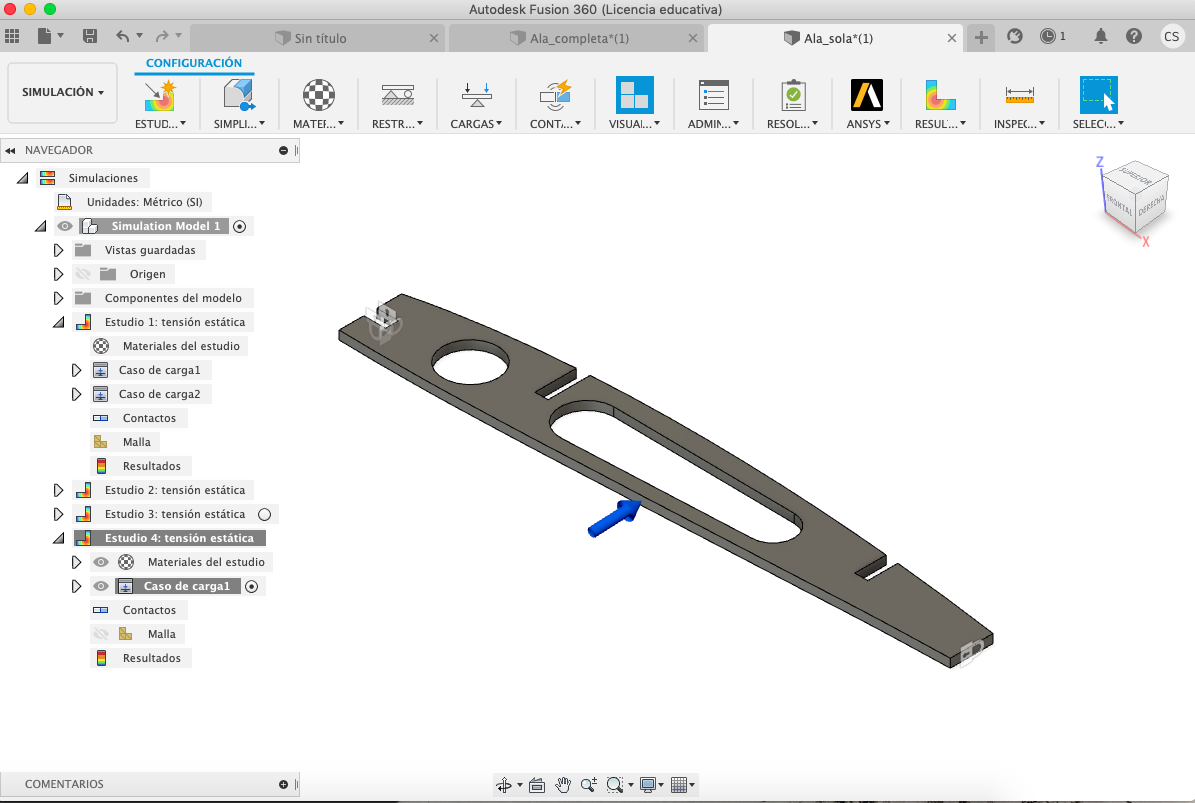 Autodesk Fusion 360 (Licencia educativa)
Sin título
Ala_completa*(1)
Ala_sola*(1)
1
CS
SIMULACIÓN
CONFIGURACIÓN
ESTUD...
SIMPLI...
MATEF...
RESTR...
CARGAS
CONT...
VISUAL...
ADMIN...
RESOL...
ANSYS
RESUL...
INSPEC...
SELEC...
NAVEGADOR
Simulaciones
Unidades: Métrico (SI)
Simulation Model 1
Vistas guardadas
Origen
Componentes del modelo
Estudio 1: tensión estática
Materiales del estudio
Caso de carga1
Caso de carga2
Contactos
Malla
Resultados
Estudio 2: tensión estática
Estudio 3: tensión estática
Estudio 4: tensión estática
Materiales del estudio
Caso de carga1
Contactos
Malla
Resultados
Z
SUPERIOR
FRONTAL
DERECHA
X
COMENTARIOS